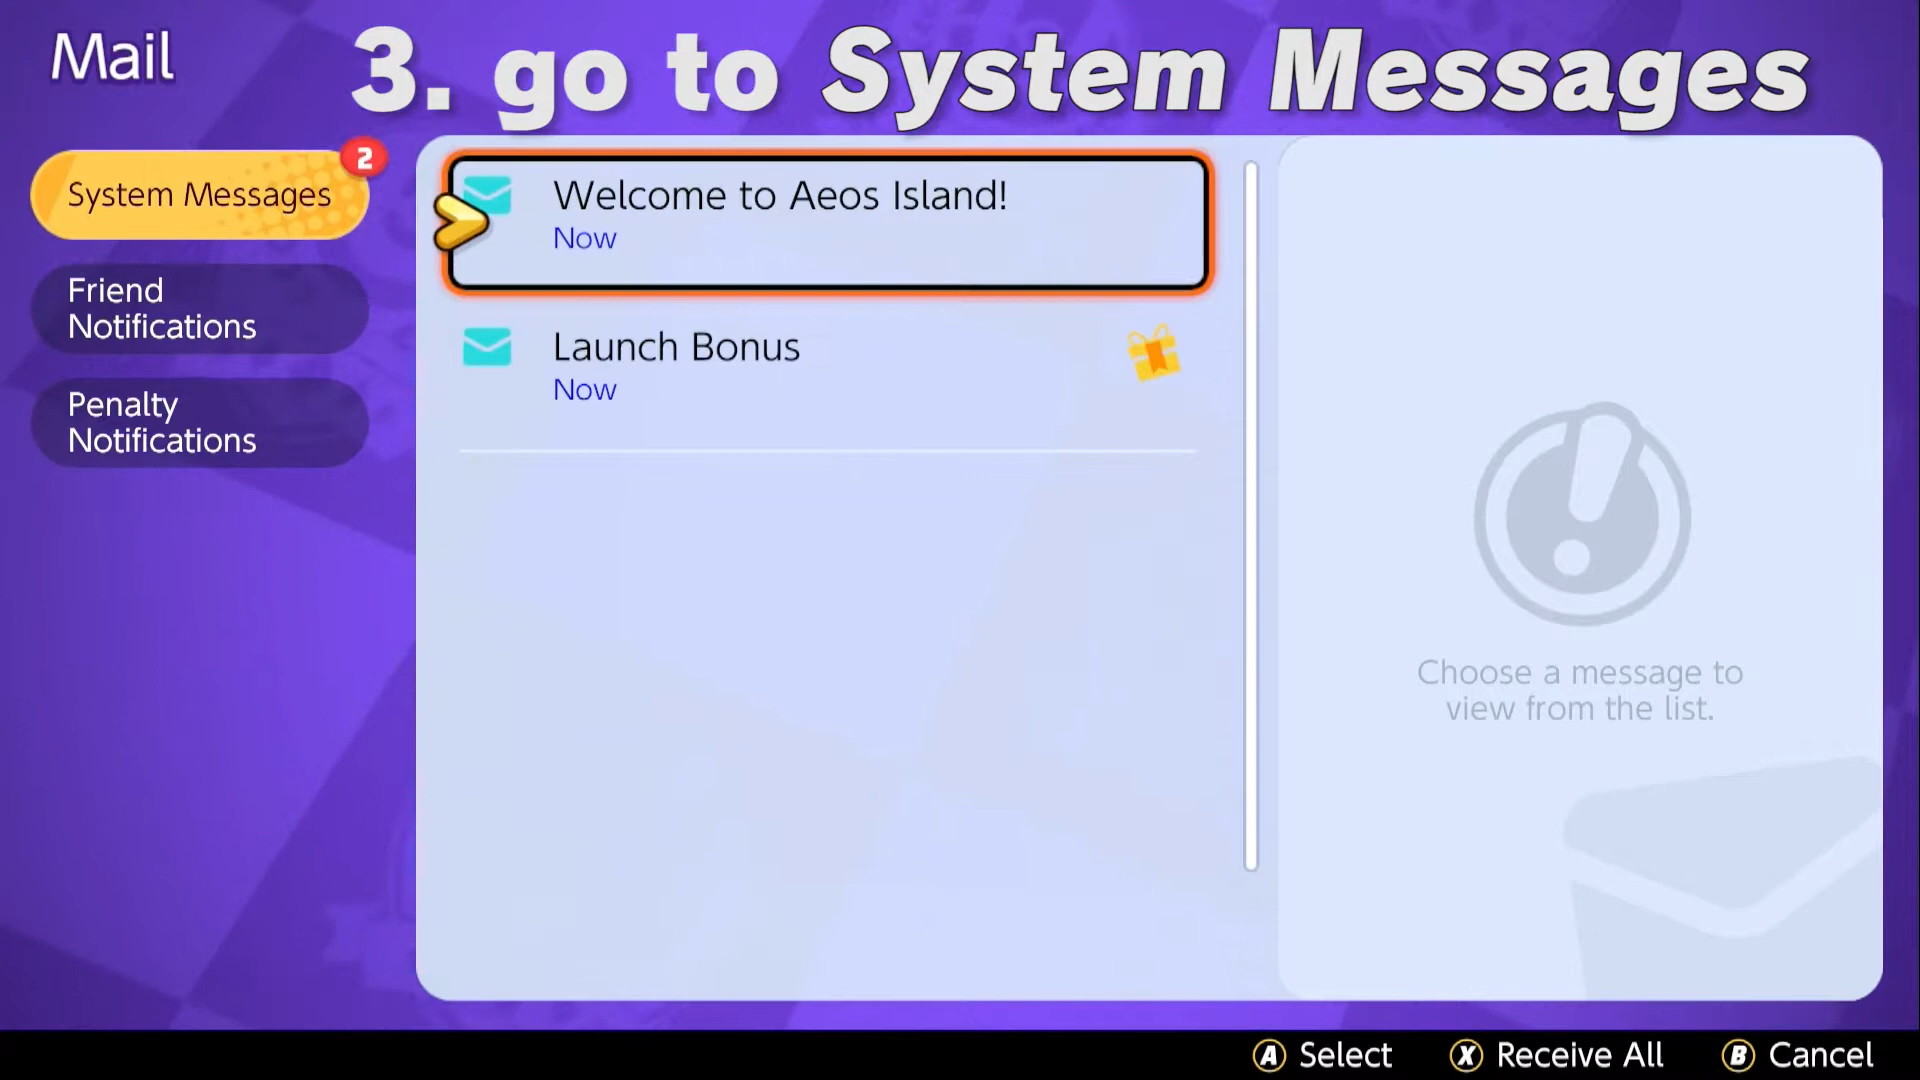 Mail
3. go to System Messages
System Messages
2
Friend
Notifications
Penalty
Notifications
Welcome to Aeos Island!
Now
Launch Bonus
Now
Choose a message to
view from the list.
A Select
X Receive All
B Cancel